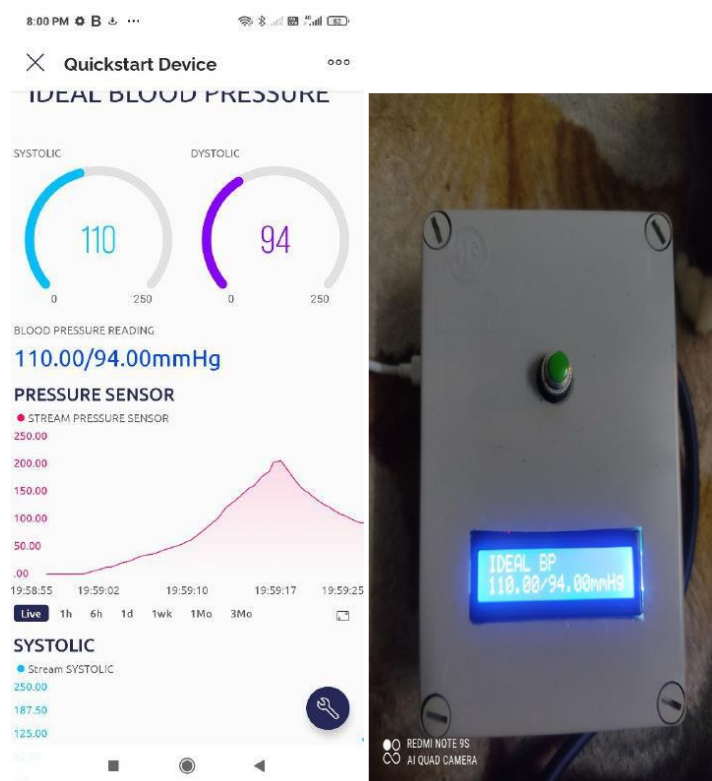 8:00 PM B ...
4G
82
Quickstart Device
IDEAL BLOOD PRESSURE
SYSTOLIC
DYSTOLIC
110
94
0
250
0
250
BLOOD PRESSURE READING
110.00/94.00mmHg
PRESSURE SENSOR
STREAM PRESSURE SENSOR
250.00
200.00
150.00
100.00
50.00
.00
19:58:55 19:59:02 19:59:10 19:59:17 19:59:25
Live 1h 6h 1d 1wk 1Mo 3Mo
SYSTOLIC
Stream SYSTOLIC
250.00
187.50
125.00
IDEAL BP
110.00/94.00mmHg
REDMI NOTE 9S
AI QUAD CAMERA